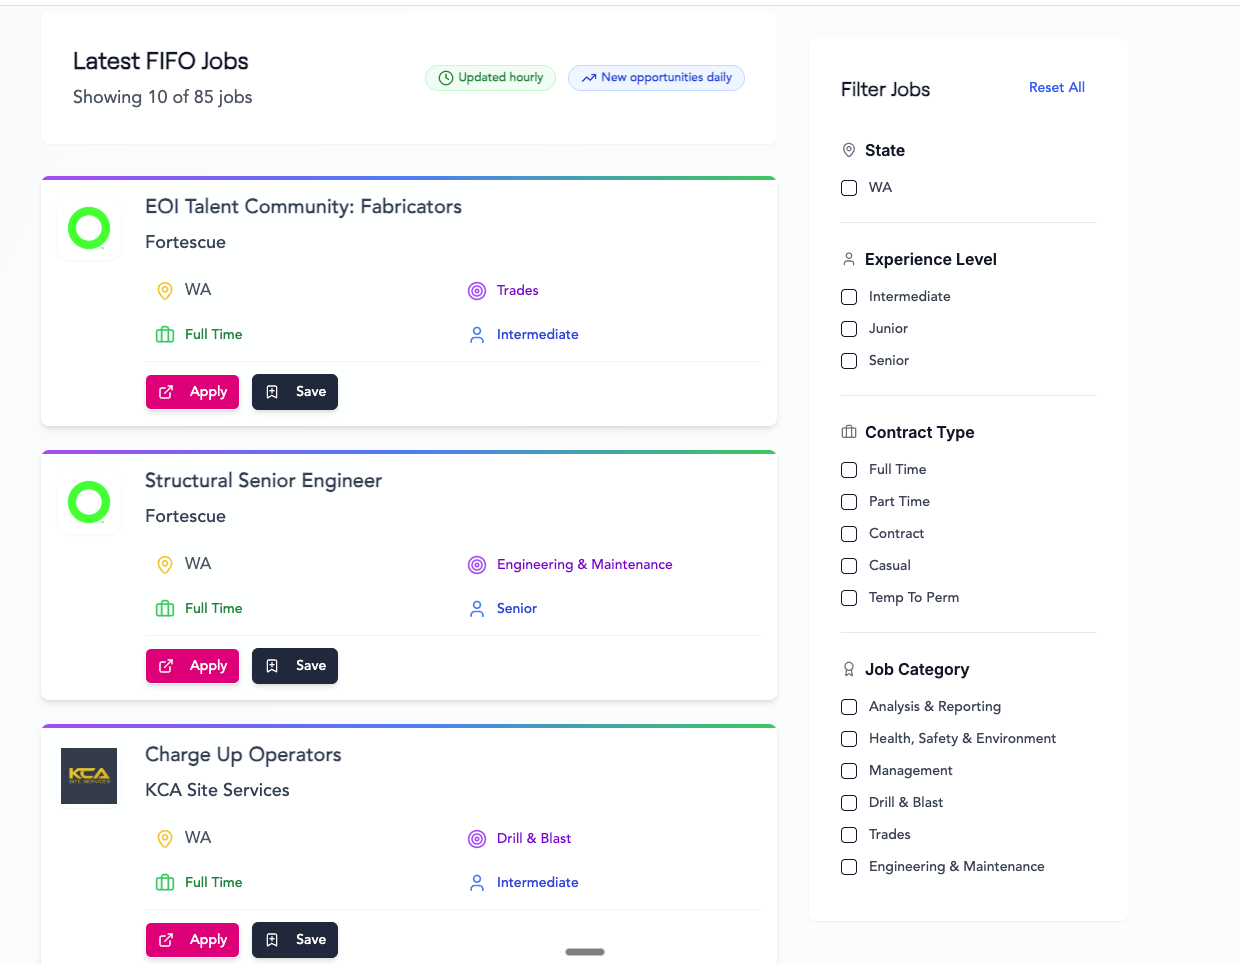 Latest FIFO Jobs
Showing 10 of 85 jobs
Updated hourly
New opportunities daily
EOI Talent Community: Fabricators
Fortescue
WA
Trades
Full Time
Intermediate
Apply
Save
Structural Senior Engineer
Fortescue
WA
Engineering & Maintenance
Full Time
Senior
Apply
Save
KCA
SITE SERVICES
Charge Up Operators
KCA Site Services
WA
Drill & Blast
Full Time
Intermediate
Apply
Save
Filter Jobs
Reset All
State
WA
Experience Level
Intermediate
Junior
Senior
Contract Type
Full Time
Part Time
Contract
Casual
Temp To Perm
Job Category
Analysis & Reporting
Health, Safety & Environment
Management
Drill & Blast
Trades
Engineering & Maintenance